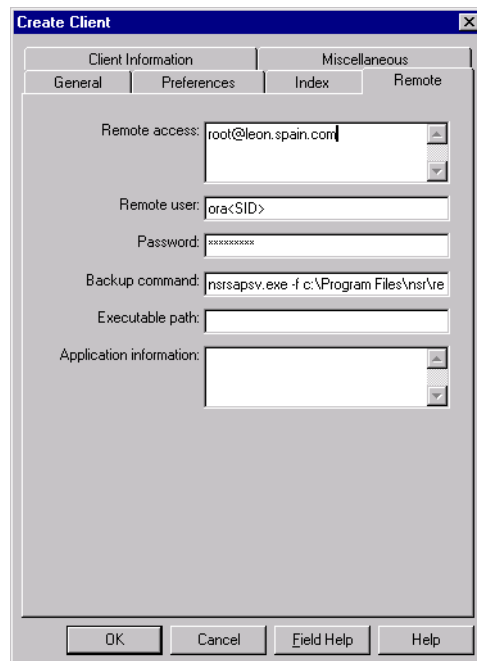 Create Client
Client Information Miscellaneous
General Preferences Index Remote
Remote access: root@leon.spain.com
Remote user: ora<SID>
Password: *********
Backup command: nsrsapsv.exe -f c:\Program Files\nsr\re
Executable path:
Application information:
OK Cancel Field Help Help